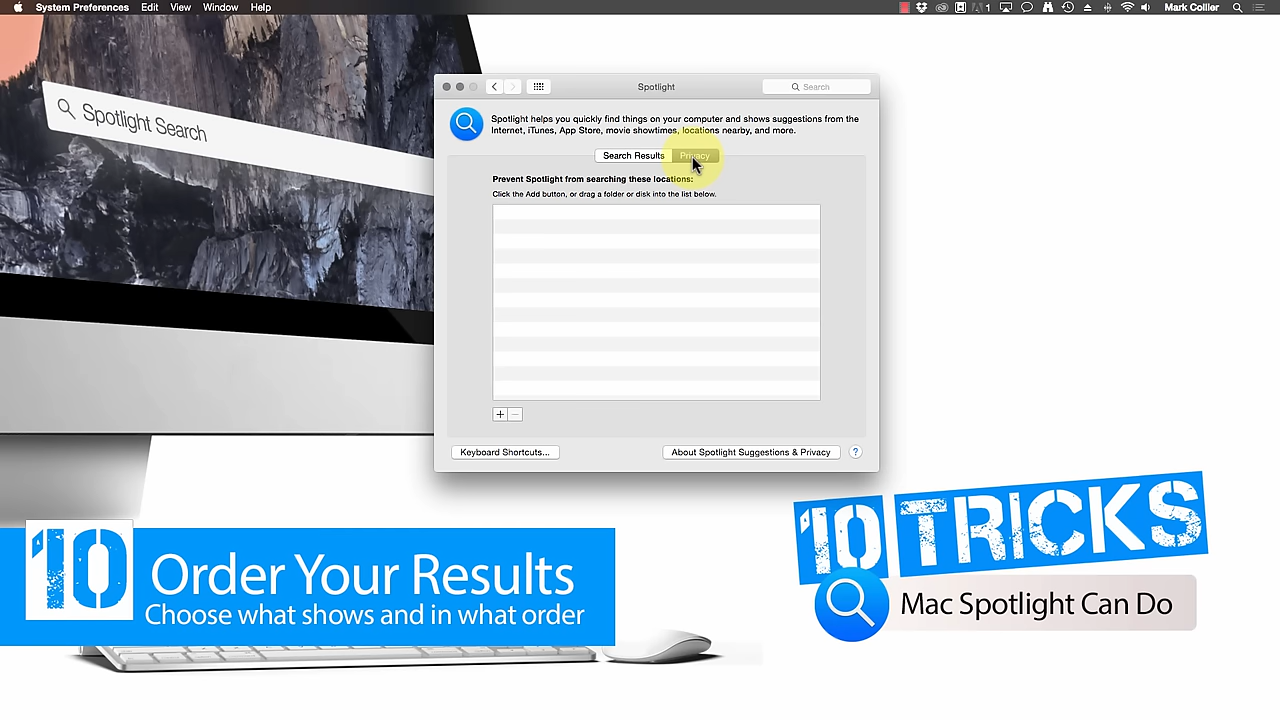 System Preferences Edit View Window Help
1 Mark Collier
Spotlight Search
Spotlight
Search
Spotlight helps you quickly find things on your computer and shows suggestions from the
Internet, iTunes, App Store, movie showtimes, locations nearby, and more.
Search Results Privacy
Prevent Spotlight from searching these locations:
Click the Add button, or drag a folder or disk into the list below.
+ −
Keyboard Shortcuts... About Spotlight Suggestions & Privacy ?
'10 TRICKS
Mac Spotlight Can Do
'10 Order Your Results
Choose what shows and in what order